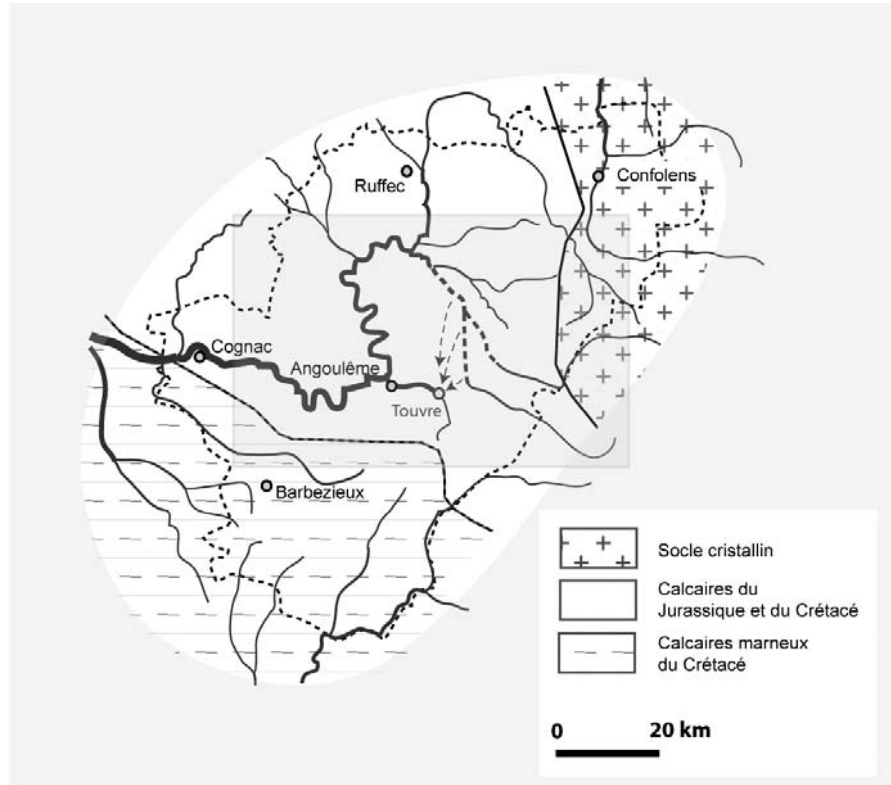 Ruffec
Confolens
Cognac
Angoulême
Touvre
Barbezieux
Socle cristallin
Calcaires du
Jurassique et du Crétacé
Calcaires marneux
du Crétacé
0 20 km